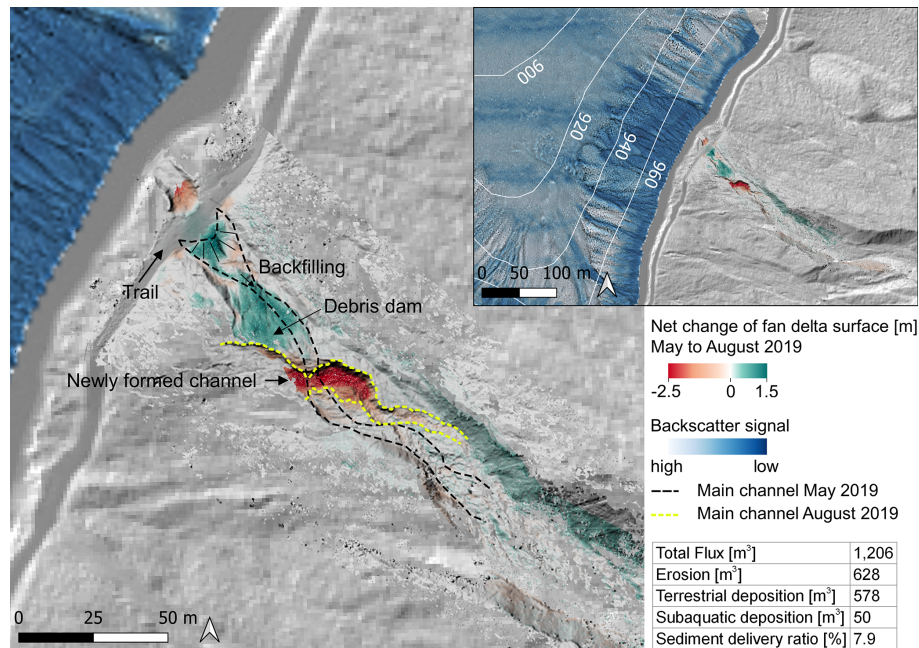 900
920
940
960
0 50 100 m
Trail
Backfilling
Debris dam
Newly formed channel
0 25 50 m
Net change of fan delta surface [m]
May to August 2019
-2.5 0 1.5
Backscatter signal
high low
Main channel May 2019
Main channel August 2019
Total Flux [m³] 1,206
Erosion [m³] 628
Terrestrial deposition [m³] 578
Subaquatic deposition [m³] 50
Sediment delivery ratio [%] 7.9